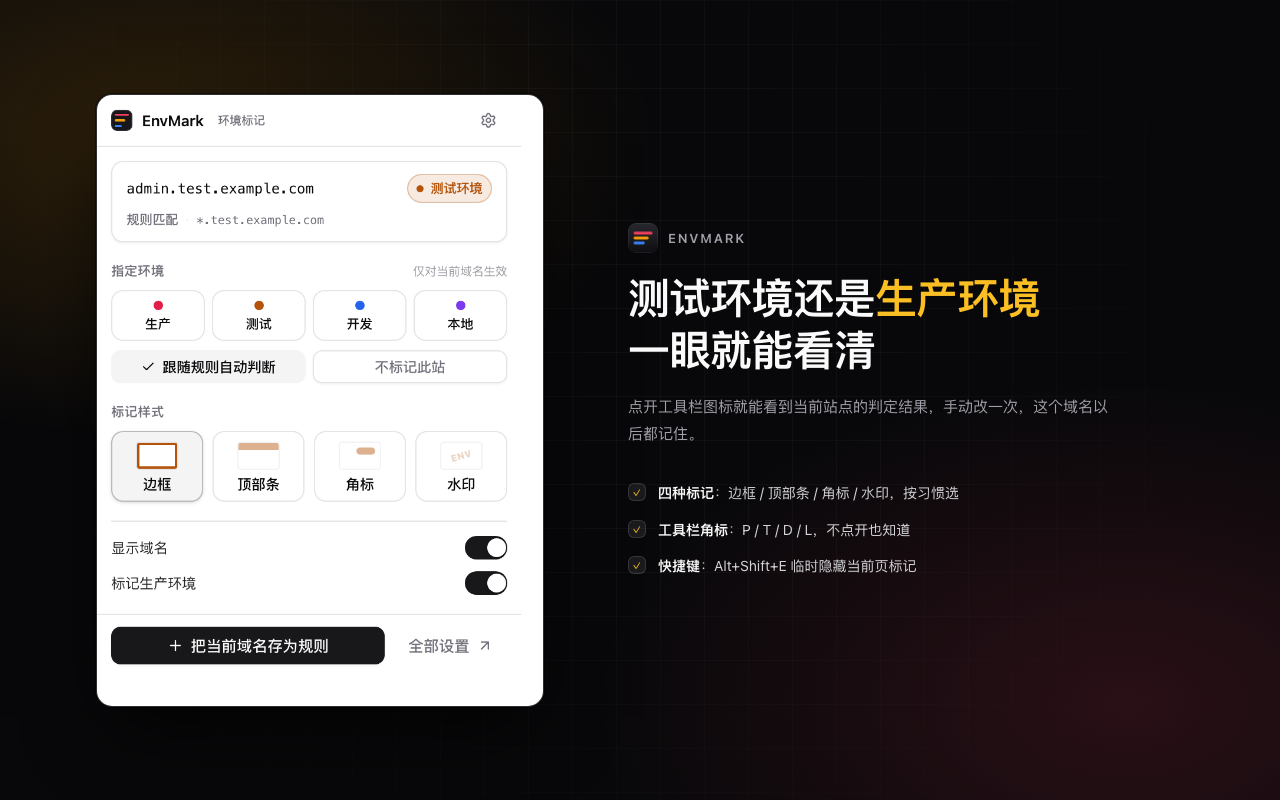 EnvMark 环境标记
admin.test.example.com 测试环境
规则匹配 · *.test.example.com
指定环境 仅对当前域名生效
生产 测试 开发 本地
跟随规则自动判断 不标记此站
标记样式
ENV
边框 顶部条 角标 水印
显示域名
标记生产环境
+ 把当前域名存为规则 全部设置
ENVMARK
测试环境还是生产环境
一眼就能看清
点开工具栏图标就能看到当前站点的判定结果，手动改一次，这个域名以
后都记住。
四种标记：边框 / 顶部条 / 角标 / 水印，按习惯选
工具栏角标：P / T / D / L，不点开也知道
快捷键：Alt+Shift+E 临时隐藏当前页标记